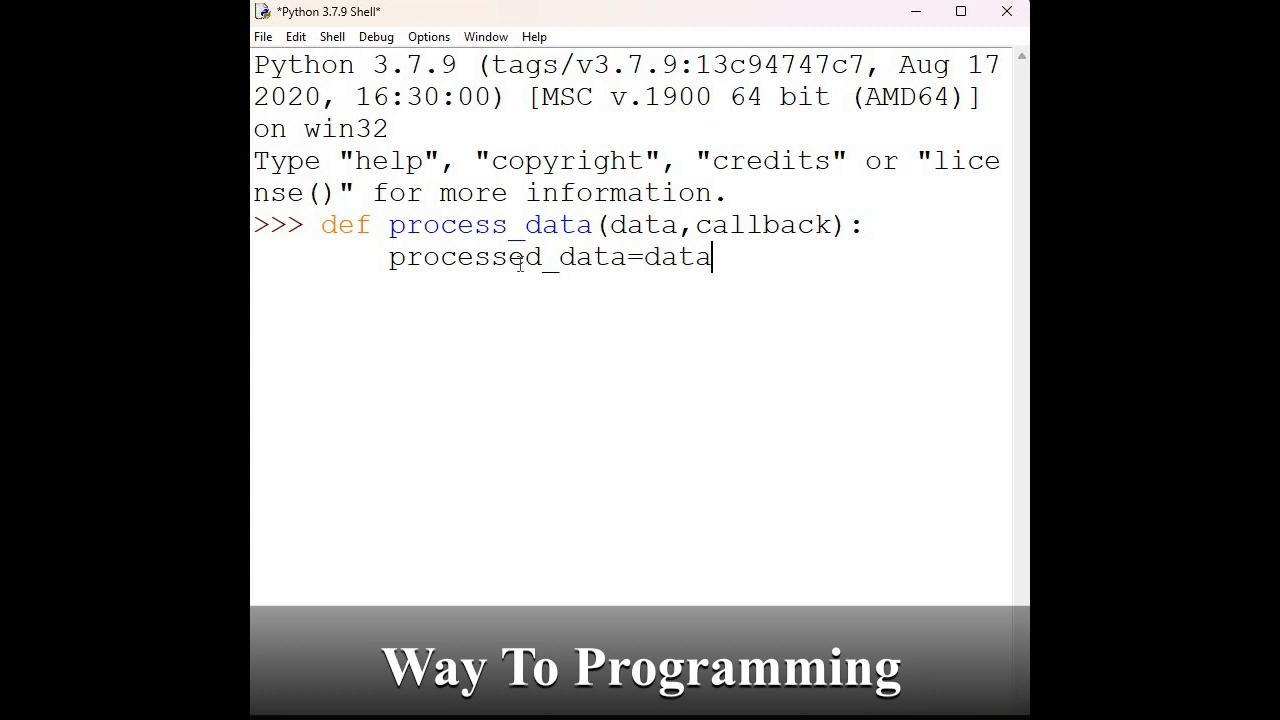 *Python 3.7.9 Shell*
File Edit Shell Debug Options Window Help
Python 3.7.9 (tags/v3.7.9:13c94747c7, Aug 17
2020, 16:30:00) [MSC v.1900 64 bit (AMD64)]
on win32
Type "help", "copyright", "credits" or "lice
nse()" for more information.
>>> def process_data(data,callback):
processed_data=data
Way To Programming